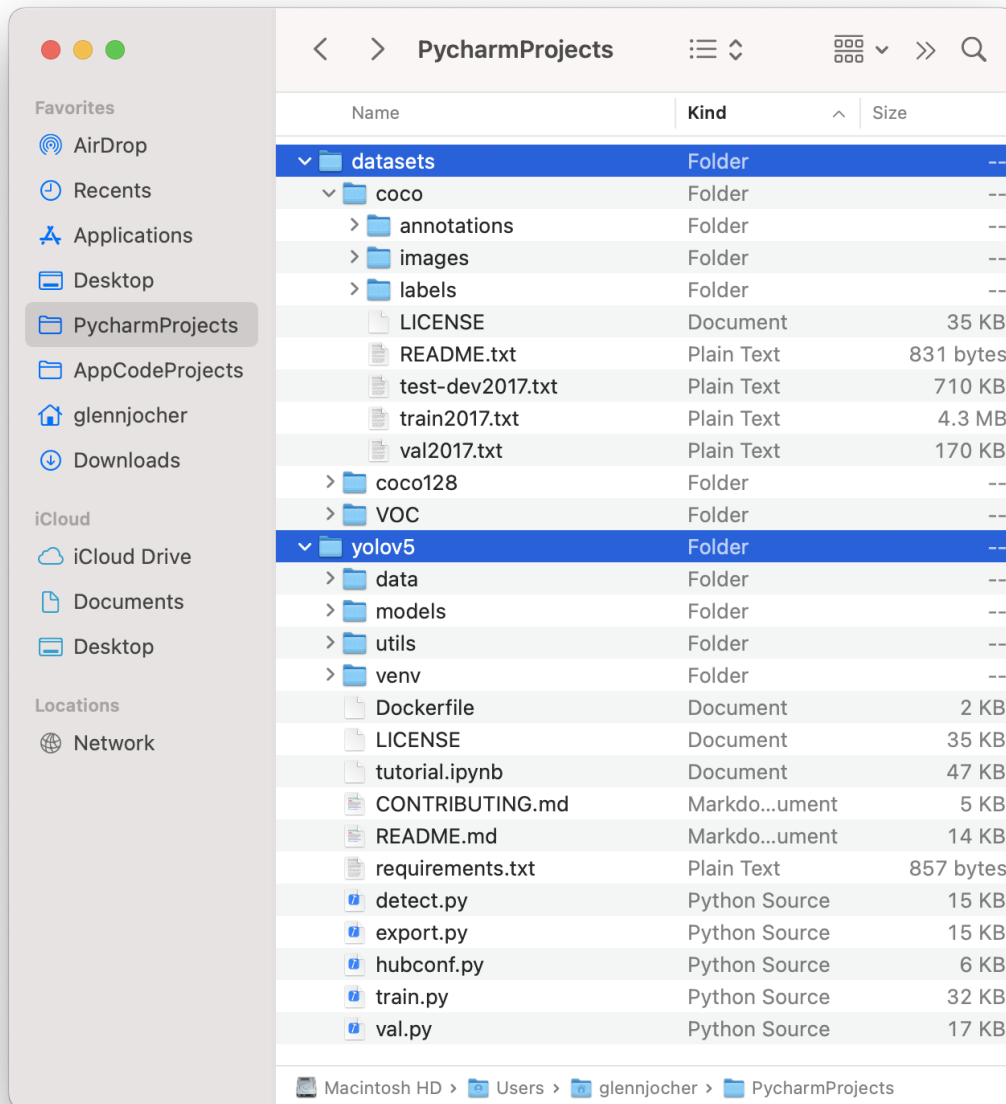 PycharmProjects
Favorites
AirDrop
Recents
Applications
Desktop
PycharmProjects
AppCodeProjects
glennjocher
Downloads
iCloud
iCloud Drive
Documents
Desktop
Locations
Network
Name Kind Size
datasets Folder --
coco Folder --
annotations Folder --
images Folder --
labels Folder --
LICENSE Document 35 KB
README.txt Plain Text 831 bytes
test-dev2017.txt Plain Text 710 KB
train2017.txt Plain Text 4.3 MB
val2017.txt Plain Text 170 KB
coco128 Folder --
VOC Folder --
yolov5 Folder --
data Folder --
models Folder --
utils Folder --
venv Folder --
Dockerfile Document 2 KB
LICENSE Document 35 KB
tutorial.ipynb Document 47 KB
CONTRIBUTING.md Markdo...ument 5 KB
README.md Markdo...ument 14 KB
requirements.txt Plain Text 857 bytes
detect.py Python Source 15 KB
export.py Python Source 15 KB
hubconf.py Python Source 6 KB
train.py Python Source 32 KB
val.py Python Source 17 KB
Macintosh HD › Users › glennjocher › PycharmProjects